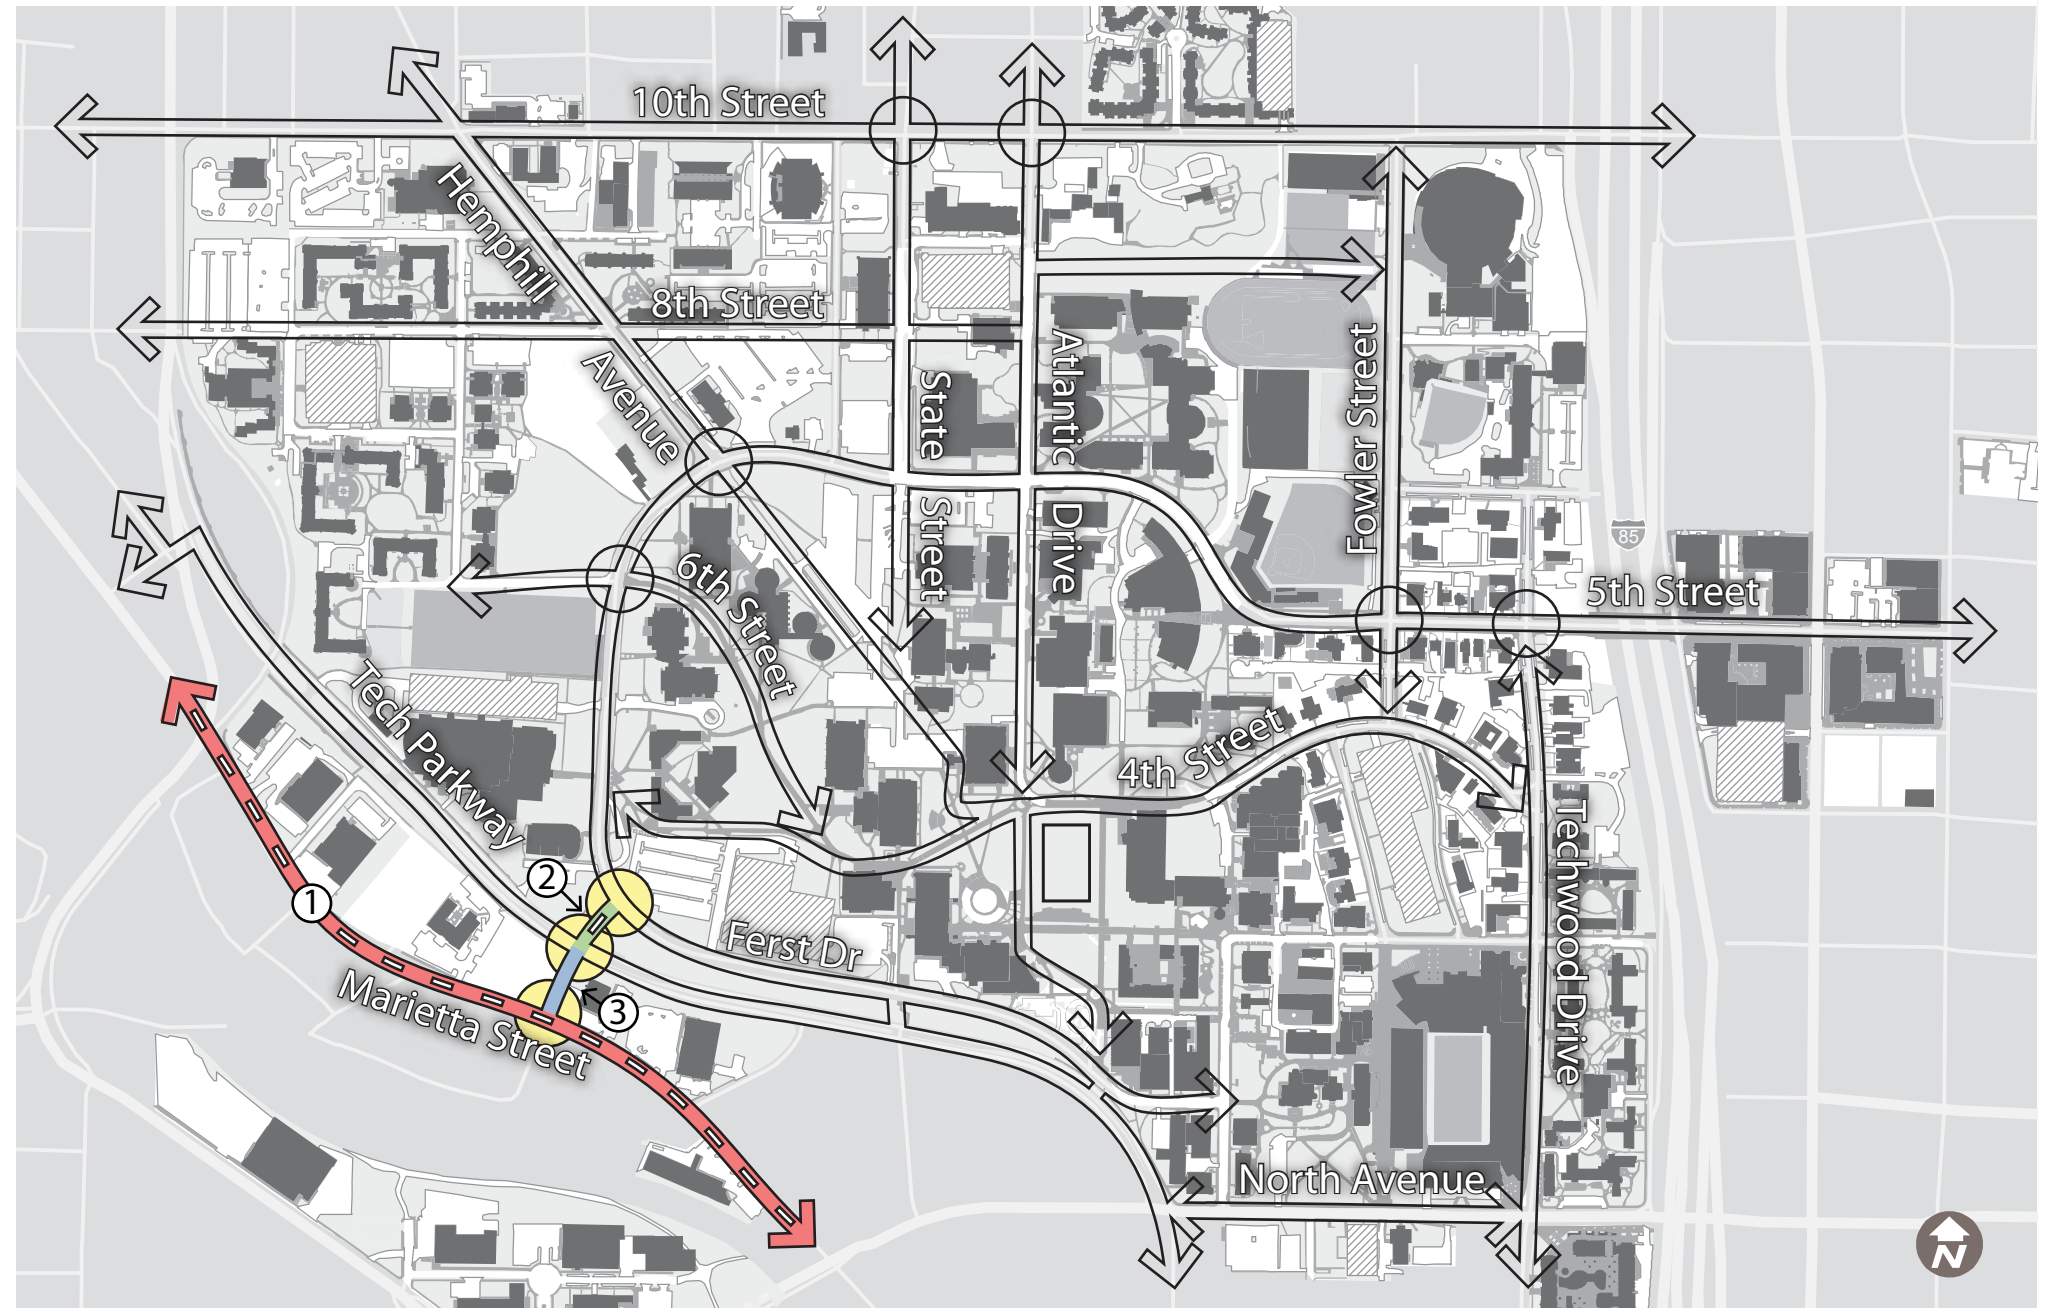 10th Street
Hemphill
Avenue
8th Street
State
Street
Atlantic
Drive
Fowler Street
85
5th Street
6th Street
Tech Parkway
4th Street
Techwood Drive
1
2
3
Ferst Dr
Marietta Street
North Avenue
N